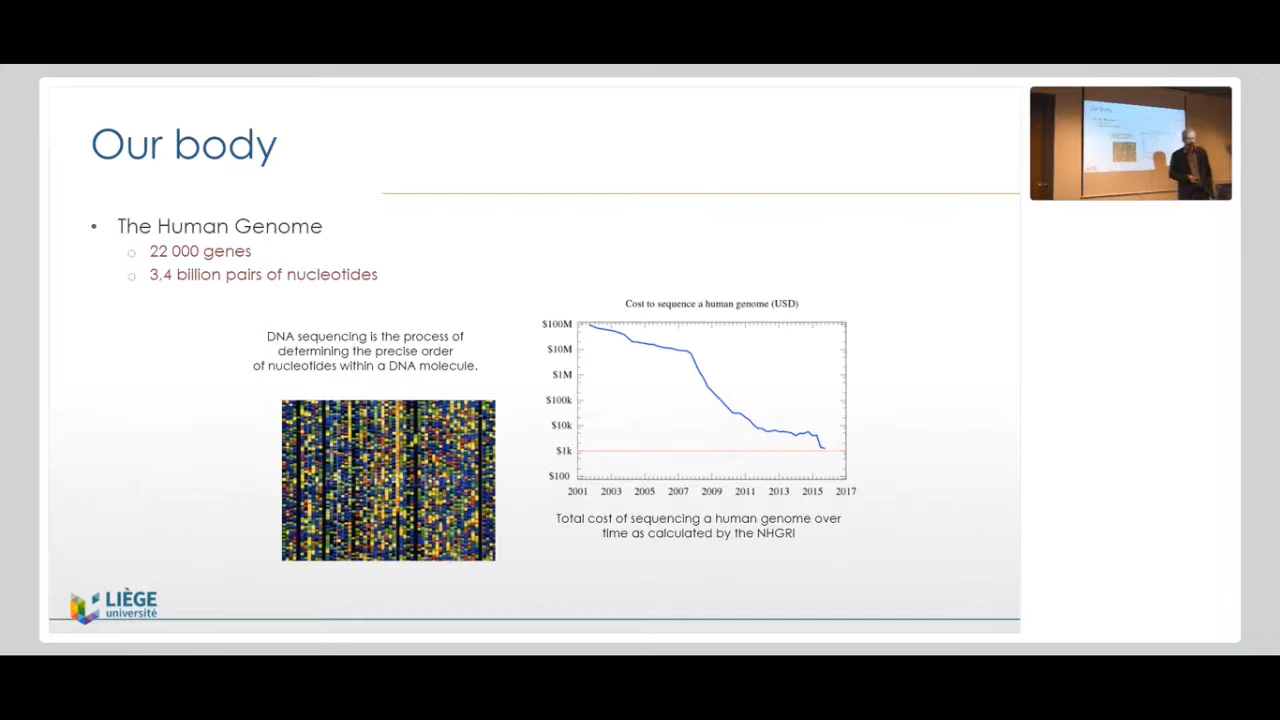 Our body
• The Human Genome
o 22 000 genes
o 3,4 billion pairs of nucleotides
DNA sequencing is the process of
determining the precise order
of nucleotides within a DNA molecule.
Cost to sequence a human genome (USD)
$100M
$10M
$1M
$100k
$10k
$1k
$100
2001 2003 2005 2007 2009 2011 2013 2015 2017
Total cost of sequencing a human genome over
time as calculated by the NHGRI
LIÈGE
université
Our body